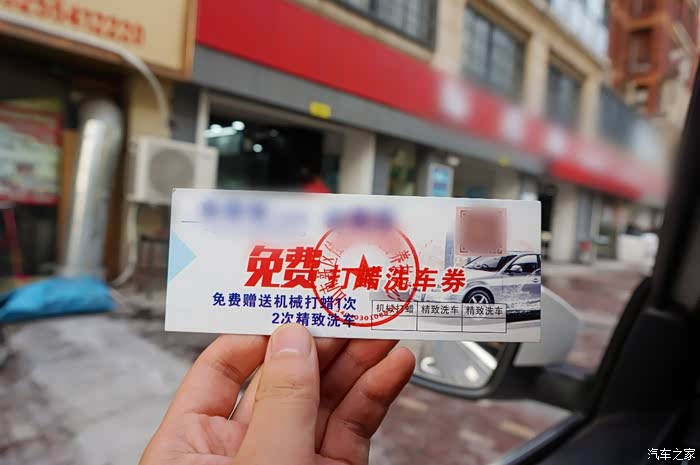 免费打蜡洗车券
免费赠送机械打蜡1次
2次精致洗车
机械打蜡 精致洗车 精致洗车
汽车之家